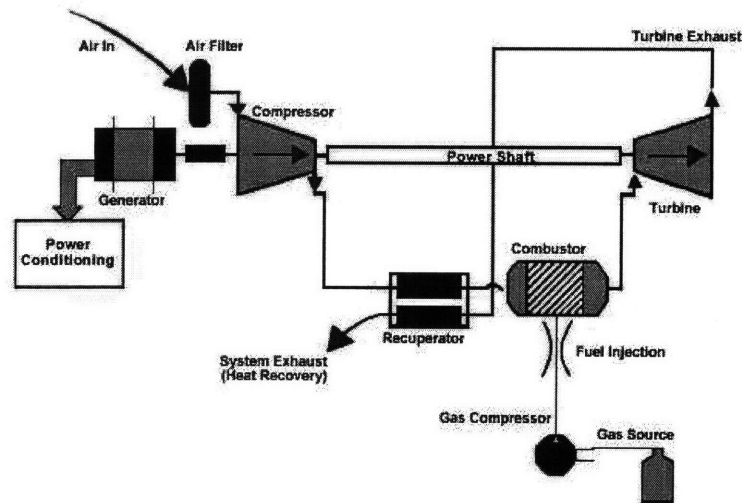 Air In
Air Filter
Turbine Exhaust
Compressor
Power Shaft
Generator
Turbine
Power
Conditioning
Combustor
Recuperator
System Exhaust
(Heat Recovery)
Fuel Injection
Gas Compressor
Gas Source